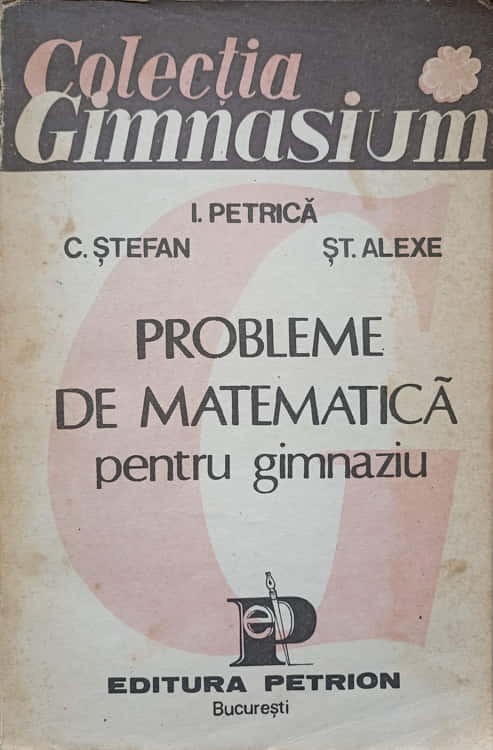 Colecția
Gimnasium
I. PETRICĂ
C. ȘTEFAN ȘT. ALEXE
PROBLEME
DE MATEMATICĂ
pentru gimnaziu
eP
EDITURA PETRION
București